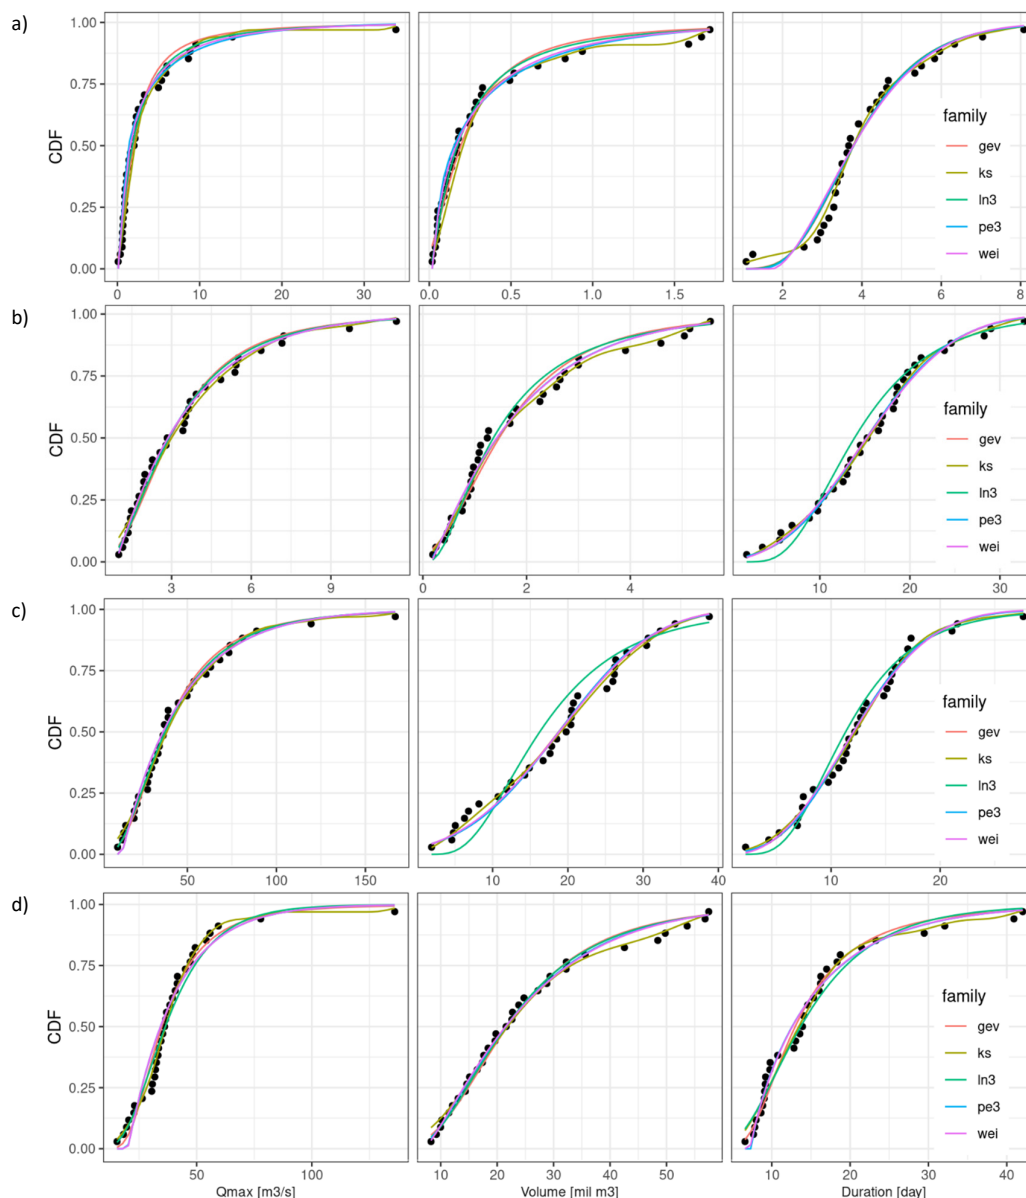 a)
CDF
1.00
0.75
0.50
0.25
0.00
0 10 20 30
0.0 0.5 1.0 1.5
2 4 6 8
family
gev
ks
ln3
pe3
wei
b)
CDF
1.00
0.75
0.50
0.25
0.00
3 6 9
0 2 4
10 20 30
family
gev
ks
ln3
pe3
wei
c)
CDF
1.00
0.75
0.50
0.25
0.00
50 100 150
10 20 30 40
10 20
family
gev
ks
ln3
pe3
wei
d)
CDF
1.00
0.75
0.50
0.25
0.00
50 100
10 20 30 40 50
10 20 30 40
family
gev
ks
ln3
pe3
wei
Qmax [m3/s]
Volume [mil m3]
Duration [day]